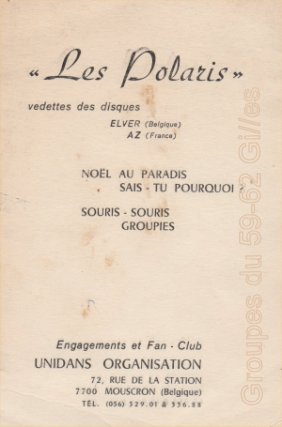 « Les Polaris »
vedettes des disques
ELVER (Belgique)
AZ (France)
NOËL AU PARADIS
SAIS - TU POURQUOI ?
SOURIS - SOURIS
GROUPIES
Engagements et Fan - Club
UNIDANS ORGANISATION
72, RUE DE LA STATION
7700 MOUSCRON (Belgique)
TÉL. (056) 529.01 & 336.88
Groupes du 59-62 Gilles